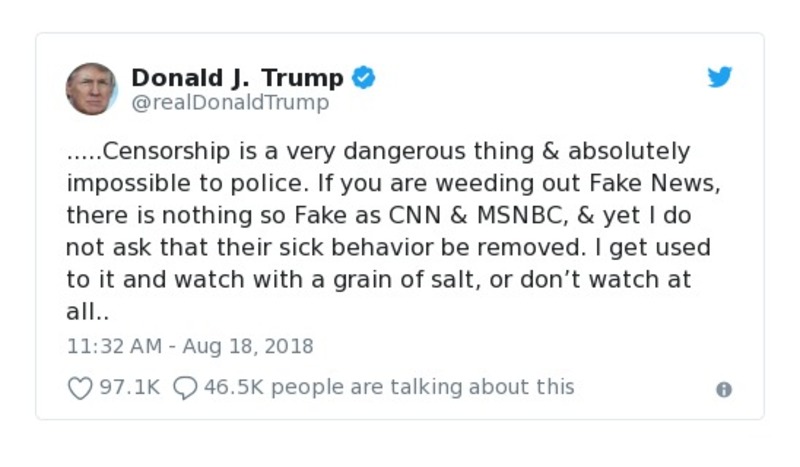 Donald J. Trump
@realDonaldTrump
.....Censorship is a very dangerous thing & absolutely
impossible to police. If you are weeding out Fake News,
there is nothing so Fake as CNN & MSNBC, & yet I do
not ask that their sick behavior be removed. I get used
to it and watch with a grain of salt, or don’t watch at
all..
11:32 AM - Aug 18, 2018
97.1K 46.5K people are talking about this